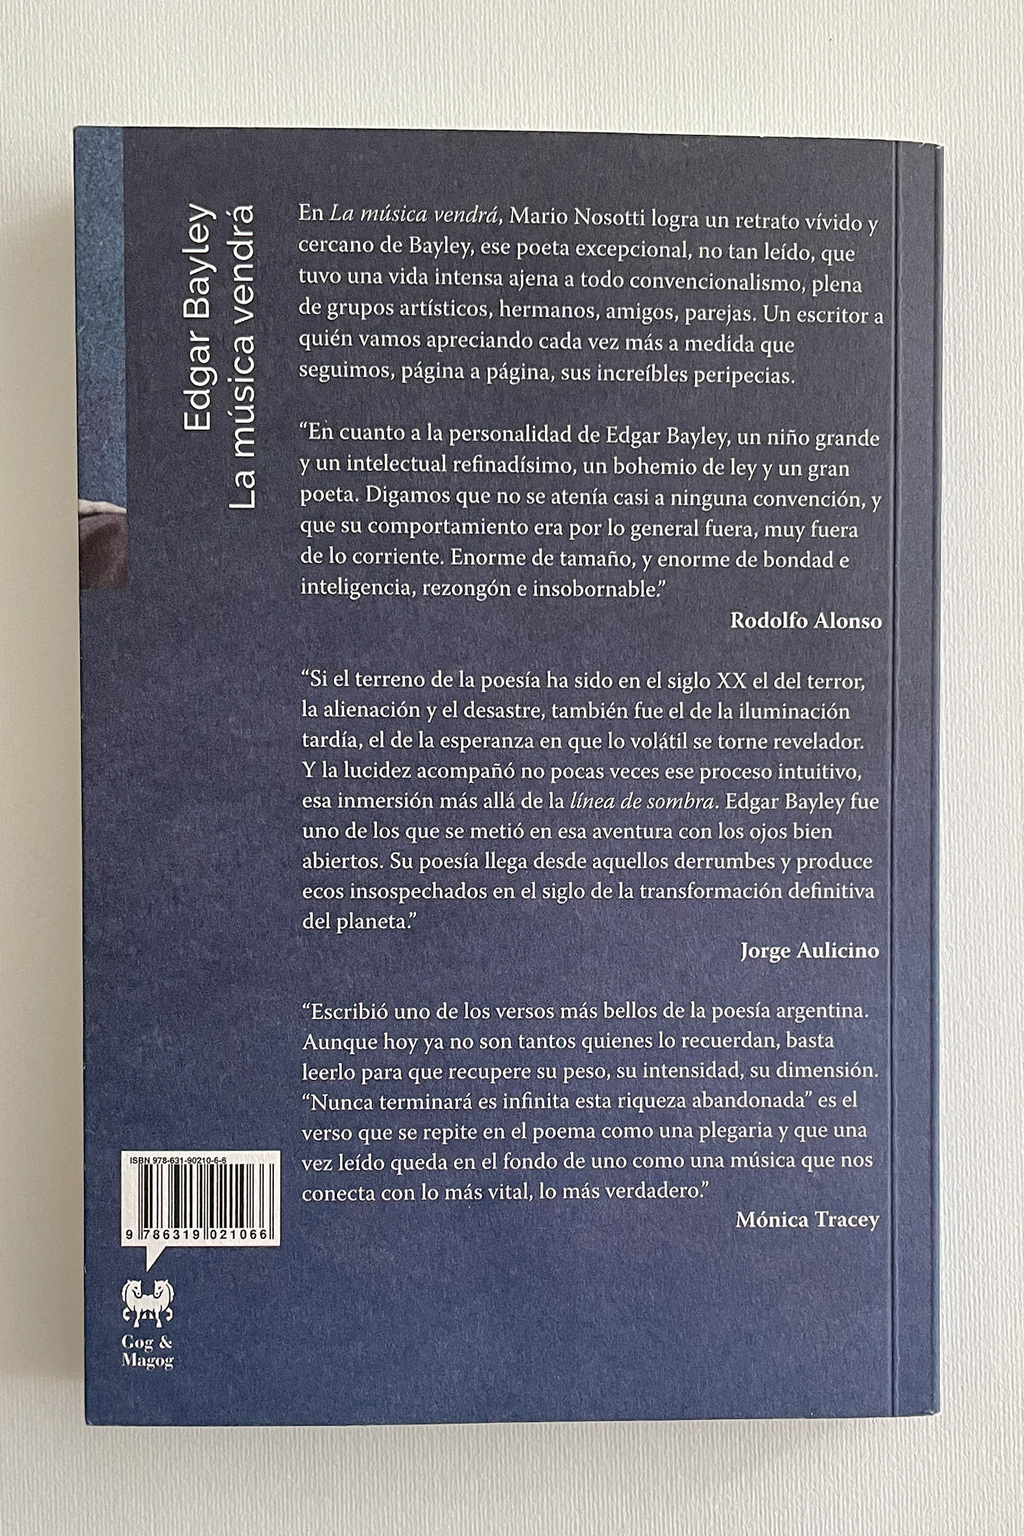 Edgar Bayley
La música vendrá
En La música vendrá, Mario Nosotti logra un retrato vívido y
cercano de Bayley, ese poeta excepcional, no tan leído, que
tuvo una vida intensa ajena a todo convencionalismo, plena
de grupos artísticos, hermanos, amigos, parejas. Un escritor a
quién vamos apreciando cada vez más a medida que
seguimos, página a página, sus increíbles peripecias.
“En cuanto a la personalidad de Edgar Bayley, un niño grande
y un intelectual refinadísimo, un bohemio de ley y un gran
poeta. Digamos que no se atenía casi a ninguna convención, y
que su comportamiento era por lo general fuera, muy fuera
de lo corriente. Enorme de tamaño, y enorme de bondad e
inteligencia, rezongón e insobornable.”
Rodolfo Alonso
“Si el terreno de la poesía ha sido en el siglo XX el del terror,
la alienación y el desastre, también fue el de la iluminación
tardía, el de la esperanza en que lo volátil se torne revelador.
Y la lucidez acompañó no pocas veces ese proceso intuitivo,
esa inmersión más allá de la línea de sombra. Edgar Bayley fue
uno de los que se metió en esa aventura con los ojos bien
abiertos. Su poesía llega desde aquellos derrumbes y produce
ecos insospechados en el siglo de la transformación definitiva
del planeta.”
Jorge Aulicino
“Escribió uno de los versos más bellos de la poesía argentina.
Aunque hoy ya no son tantos quienes lo recuerdan, basta
leerlo para que recupere su peso, su intensidad, su dimensión.
“Nunca terminará es infinita esta riqueza abandonada” es el
verso que se repite en el poema como una plegaria y que una
vez leído queda en el fondo de uno como una música que nos
conecta con lo más vital, lo más verdadero.”
Mónica Tracey
ISBN 978-631-90210-6-6
9 786319 021066
Gog &
Magog